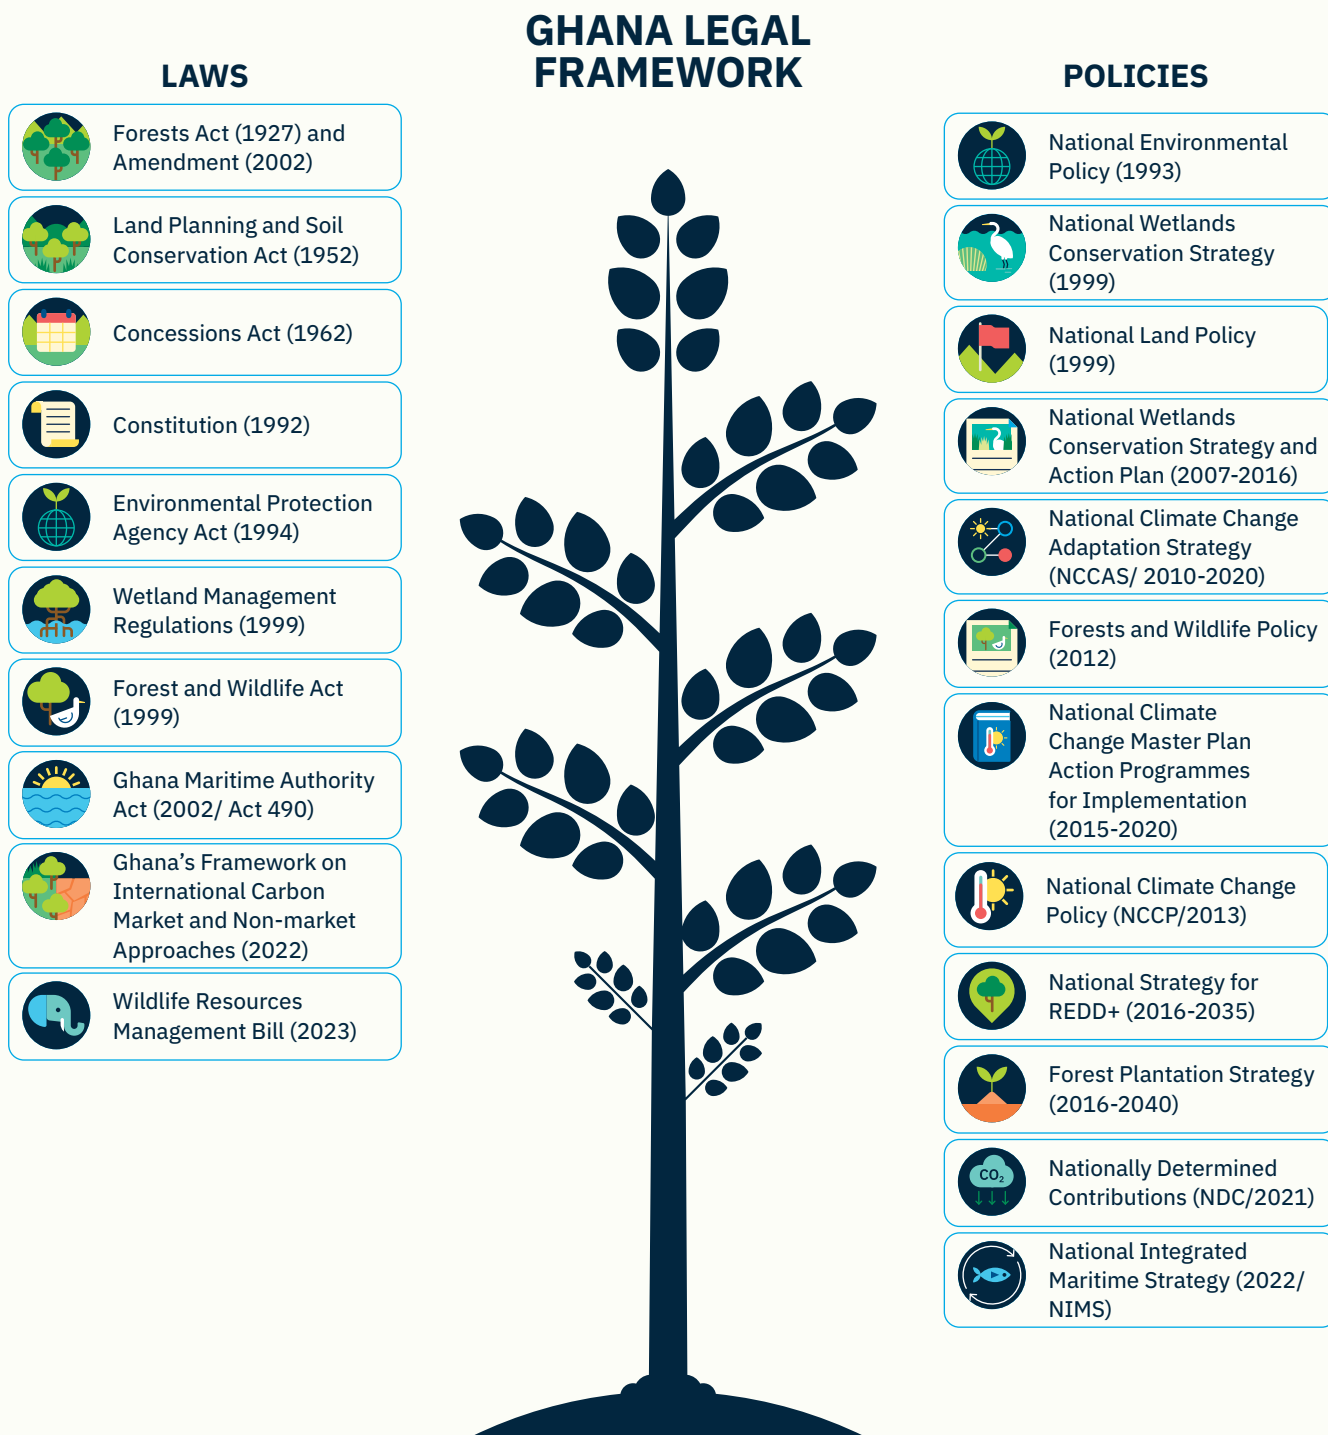 GHANA LEGAL
FRAMEWORK
LAWS
Forests Act (1927) and
Amendment (2002)
Land Planning and Soil
Conservation Act (1952)
Concessions Act (1962)
Constitution (1992)
Environmental Protection
Agency Act (1994)
Wetland Management
Regulations (1999)
Forest and Wildlife Act
(1999)
Ghana Maritime Authority
Act (2002/ Act 490)
Ghana’s Framework on
International Carbon
Market and Non-market
Approaches (2022)
Wildlife Resources
Management Bill (2023)
POLICIES
National Environmental
Policy (1993)
National Wetlands
Conservation Strategy
(1999)
National Land Policy
(1999)
National Wetlands
Conservation Strategy and
Action Plan (2007-2016)
National Climate Change
Adaptation Strategy
(NCCAS/ 2010-2020)
Forests and Wildlife Policy
(2012)
National Climate
Change Master Plan
Action Programmes
for Implementation
(2015-2020)
National Climate Change
Policy (NCCP/2013)
National Strategy for
REDD+ (2016-2035)
Forest Plantation Strategy
(2016-2040)
CO₂
Nationally Determined
Contributions (NDC/2021)
National Integrated
Maritime Strategy (2022/
NIMS)